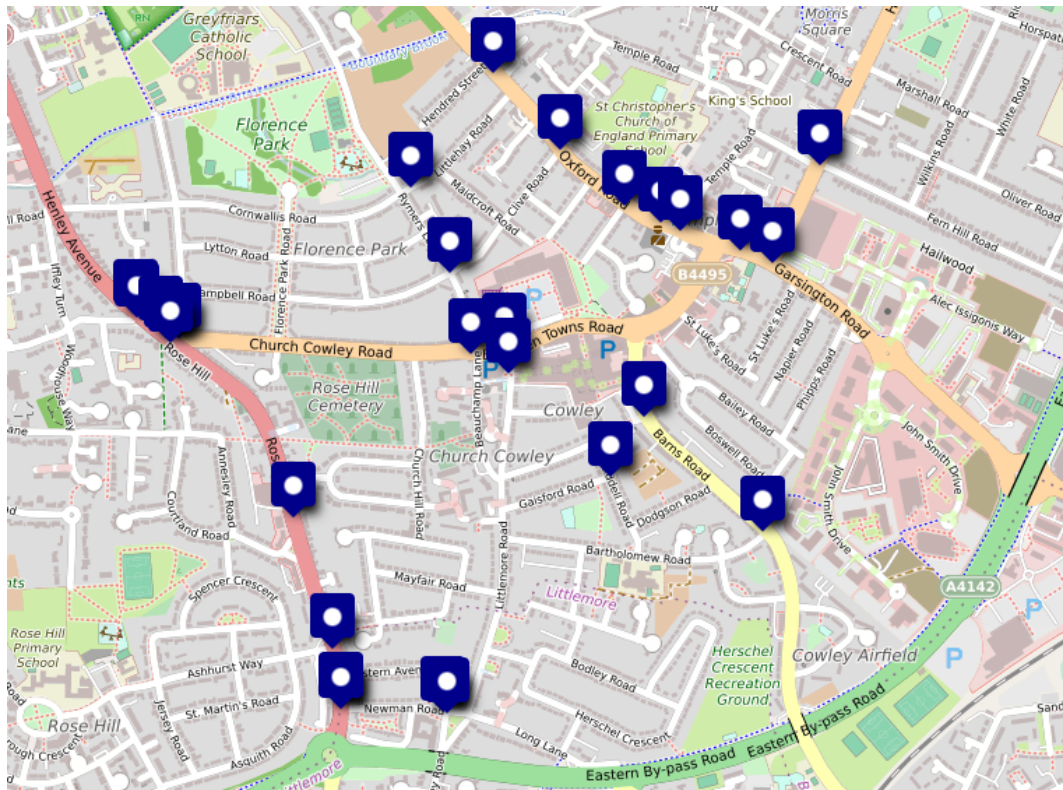 Greyfriars
Catholic
School
Boundary Brook
Morris
Square
Horspat
Temple Road
Crescent Road
Marshall Road
White Road
Hendred Street
King's School
St Christopher's
Church of
England Primary
School
Florence
Park
Littlehay Road
Temple Road
Wilkins Road
Oliver Road
Oxford Road
Clive Road
Maidcroft Road
Rymers L
Henley Avenue
Cornwallis Road
Florence Park
Lytton Road
Campbell Road
Florence Park Road
Iffley Turn
Fern Hill Road
Hailwood
B4495
Garsington Road
Alec Issigonis Way
P
Church Cowley Road
n Towns Road
P
P
St Luke's Road
St Luke's Road
Napier Road
Phipps Road
Woodhouse Way
Rose Hill
Rose Hill
Cemetery
Beauchamp Lane
Cowley
Bailey Road
Boswell Road
Barns Road
Church Cowley
Church Hill Road
Annesley Road
Courtland Road
Gaisford Road
Dodgson Road
John Smith Drive
John Smith Drive
Littlemore Road
Bartholomew Road
Mayfair Road
Littlemore
A4142
P
Spencer Crescent
Rose Hill
Primary
School
Ashhurst Way
St. Martin's Road
Jersey Road
Rose Hill
Asquith Road
Newman Road
Bodley Road
Herschel Crescent
Long Lane
Herschel
Crescent
Recreation
Ground
Cowley Airfield
P
Eastern By-pass Road
Eastern By-pass Road
Littlemore